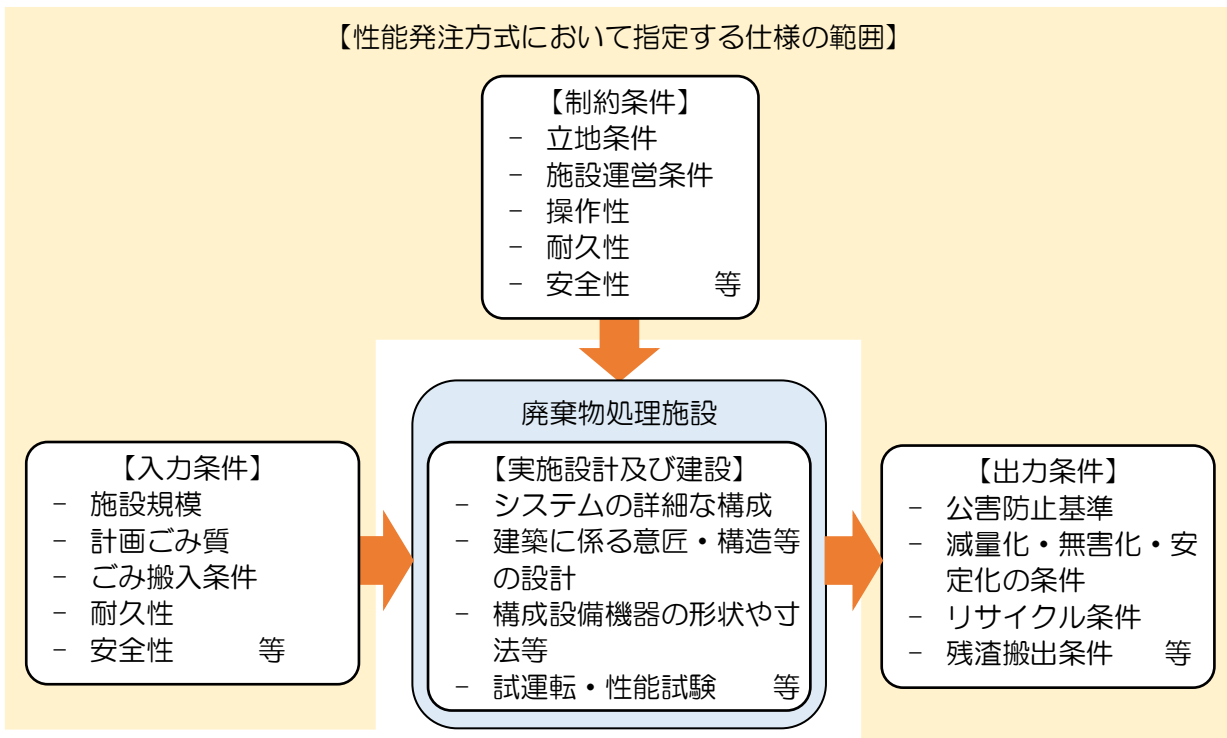 【性能発注方式において指定する仕様の範囲】
【制約条件】
- 立地条件
- 施設運営条件
- 操作性
- 耐久性
- 安全性　　等
廃棄物処理施設
【入力条件】
- 施設規模
- 計画ごみ質
- ごみ搬入条件
- 耐久性
- 安全性　　等
【実施設計及び建設】
- システムの詳細な構成
- 建築に係る意匠・構造等
の設計
- 構成設備機器の形状や寸
法等
- 試運転・性能試験　　等
【出力条件】
- 公害防止基準
- 減量化・無害化・安
定化の条件
- リサイクル条件
- 残渣搬出条件　　等